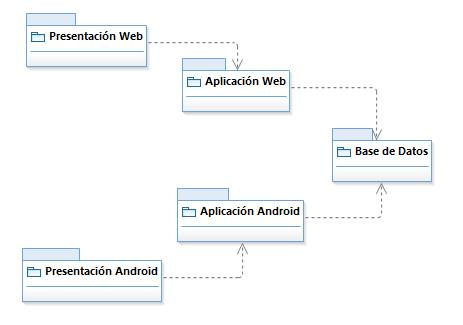 Presentación Web
Aplicación Web
Base de Datos
Aplicación Android
Presentación Android